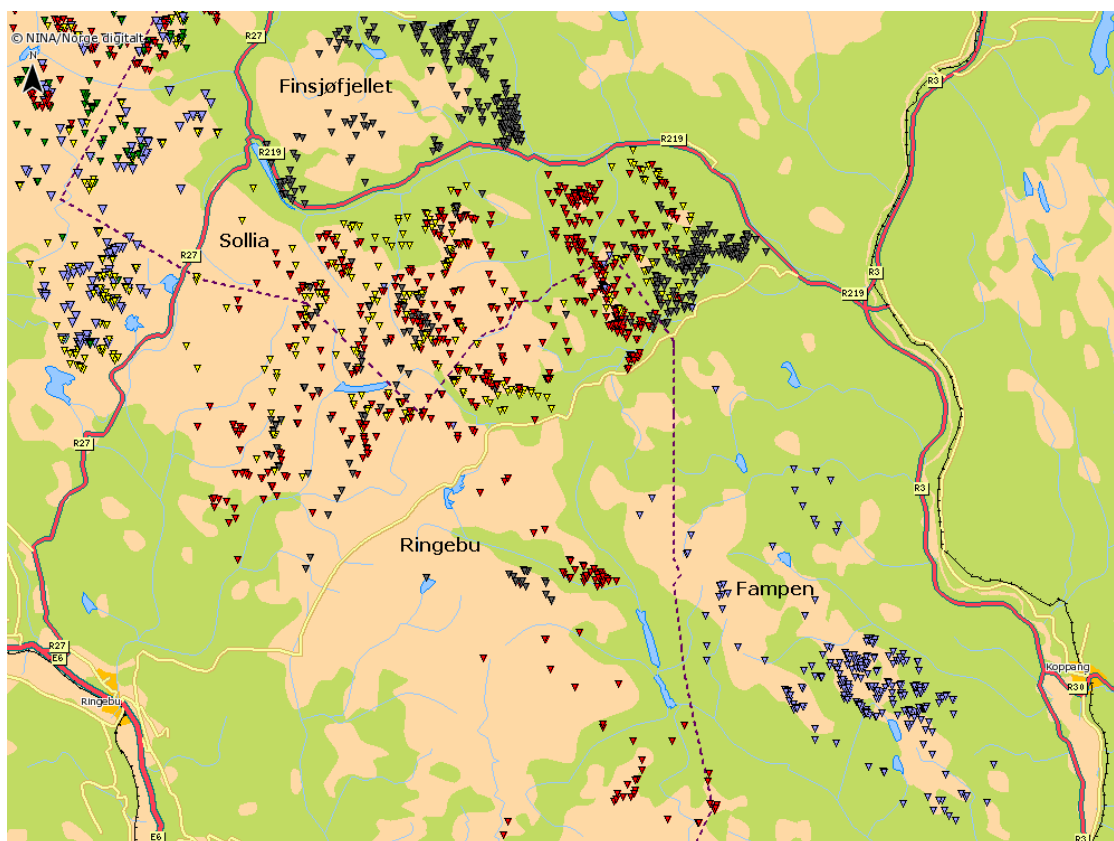 © NINA/Norge digitalt
N
R27
Finsjøfjellet
R3
R219
R219
Sollia
R27
R3
R219
R27
R3
Ringebu
Fampen
R27
E6
Koppang
R30
Ringebu
E6
R3